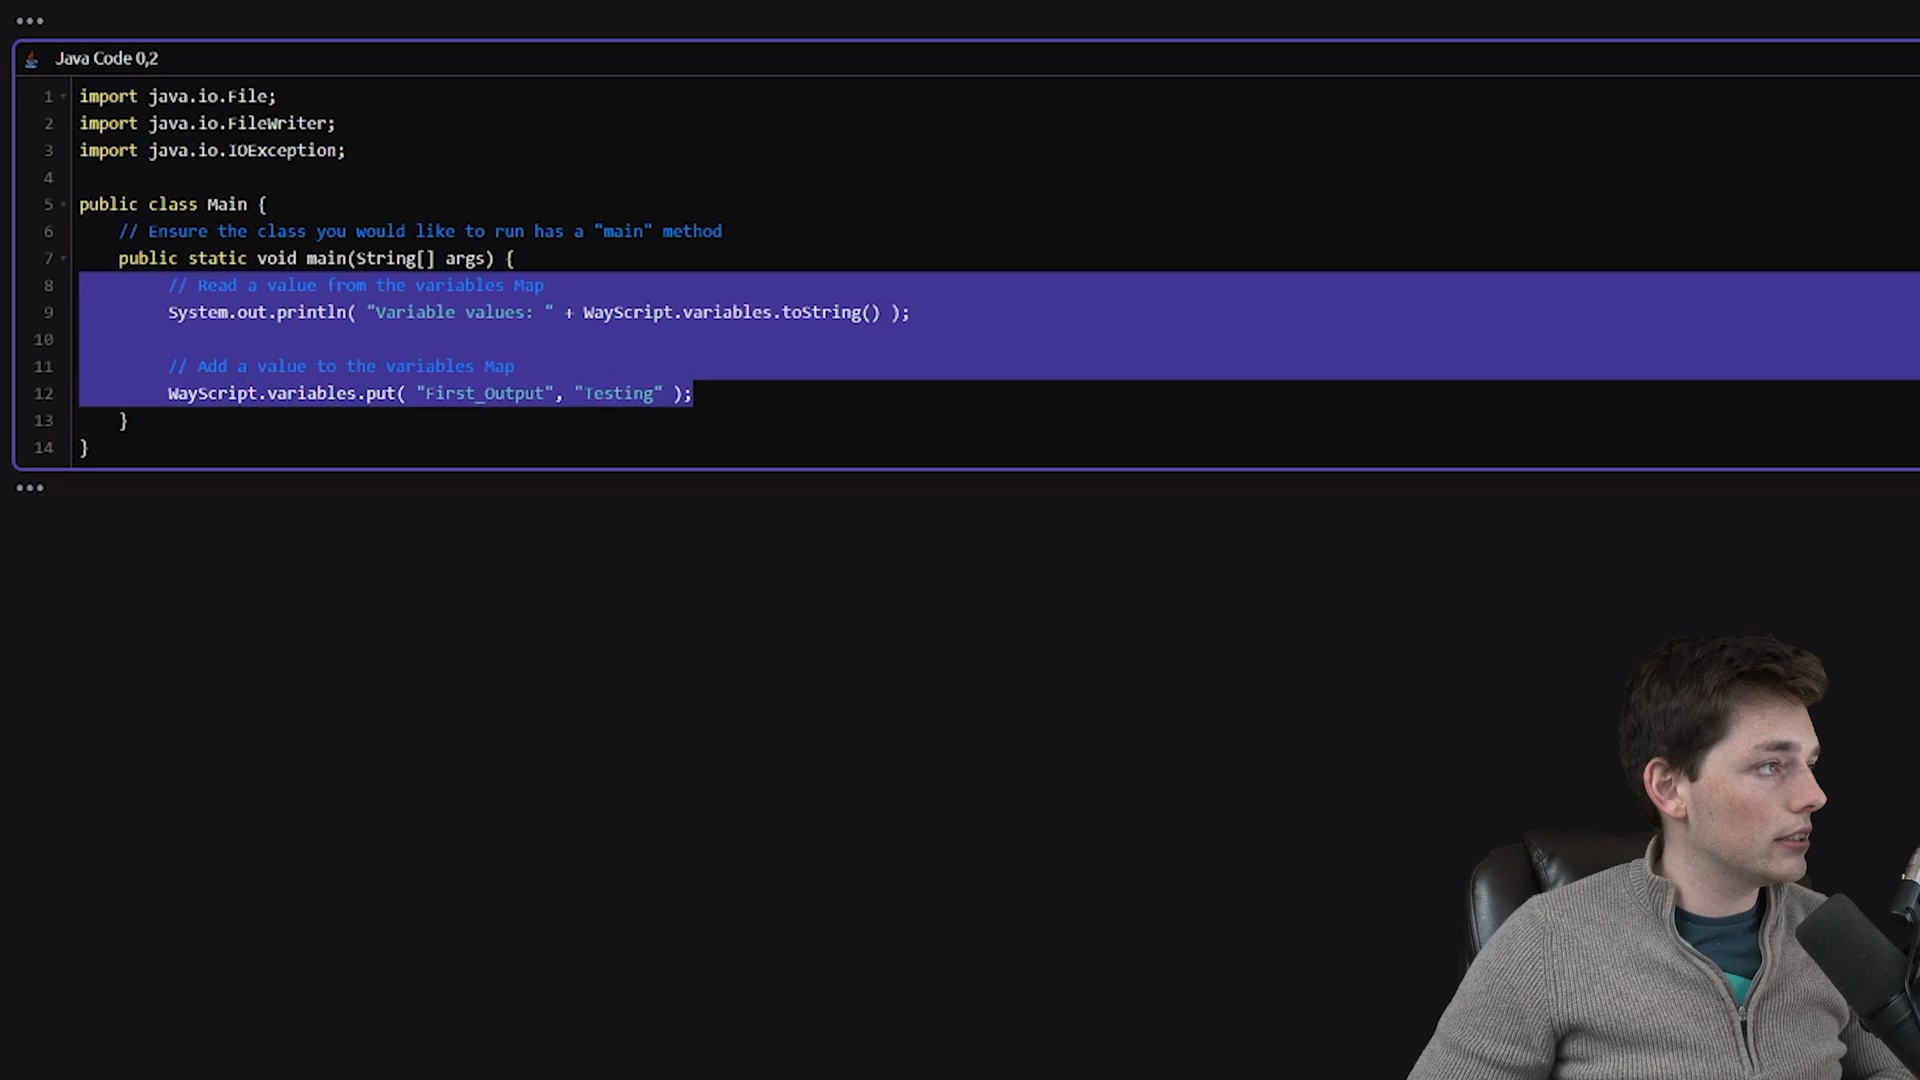 Java Code 0,2
1 import java.io.File;
2 import java.io.FileWriter;
3 import java.io.IOException;
4
5 public class Main {
6 // Ensure the class you would like to run has a "main" method
7 public static void main(String[] args) {
8 // Read a value from the variables Map
9 System.out.println( "Variable values: " + WayScript.variables.toString() );
10
11 // Add a value to the variables Map
12 WayScript.variables.put( "First_Output", "Testing" );
13 }
14 }